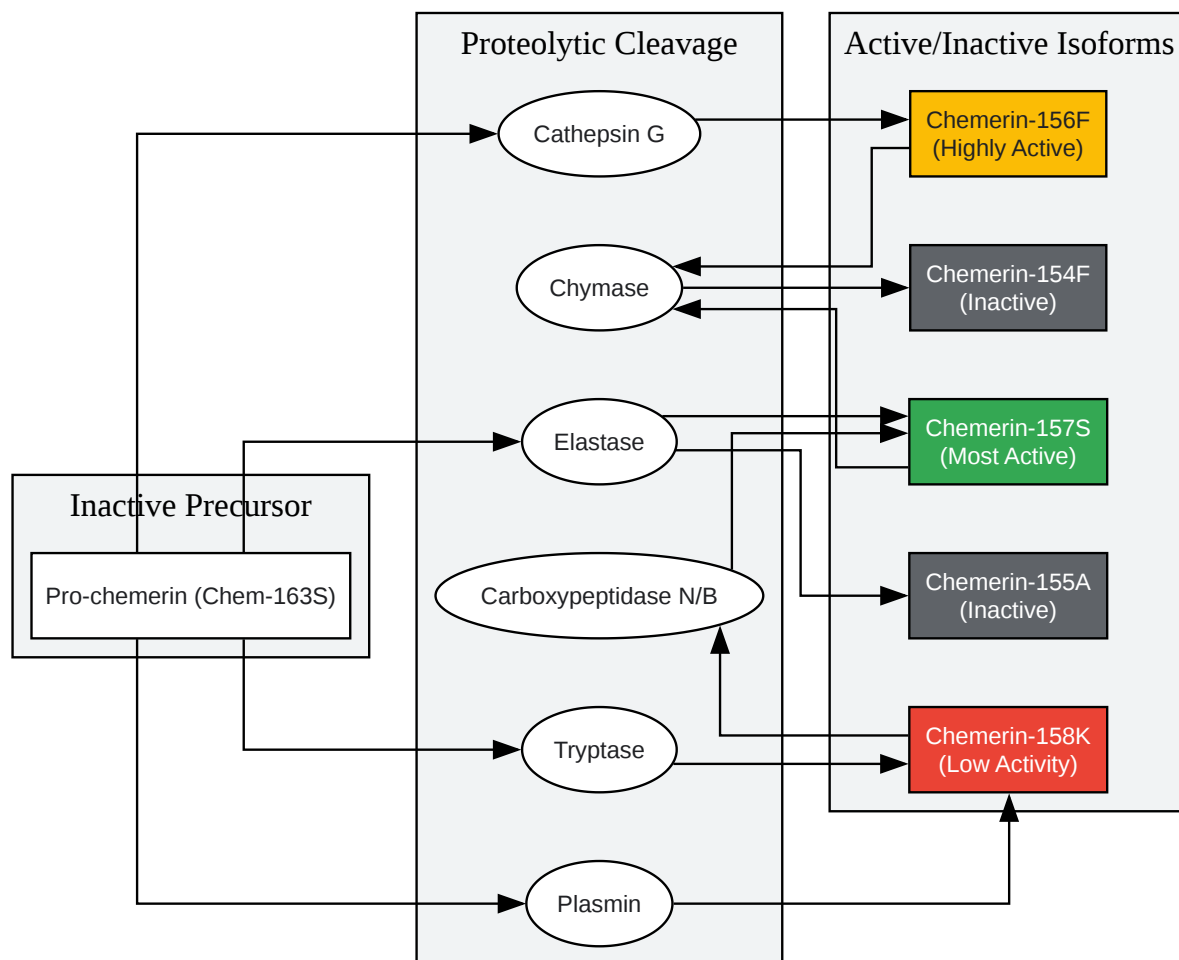 Proteolytic Cleavage
Active/Inactive Isoforms
Cathepsin G
Chemerin-156F
(Highly Active)
Chymase
Chemerin-154F
(Inactive)
Elastase
Chemerin-157S
(Most Active)
Inactive Precursor
Pro-chemerin (Chem-163S)
Carboxypeptidase N/B
Chemerin-155A
(Inactive)
Tryptase
Chemerin-158K
(Low Activity)
Plasmin